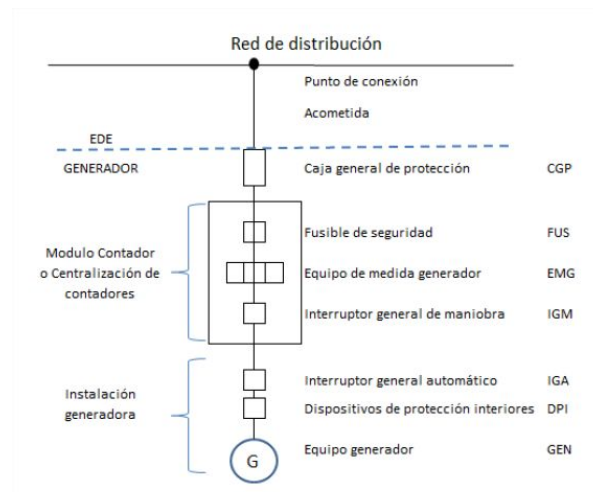 Red de distribución
Punto de conexión
Acometida
EDE
GENERADOR
Caja general de protección CGP
Fusible de seguridad FUS
Modulo Contador
o Centralización de
contadores
Equipo de medida generador EMG
Interruptor general de maniobra IGM
Interruptor general automático IGA
Instalación
generadora
Dispositivos de protección interiores DPI
Equipo generador GEN
G